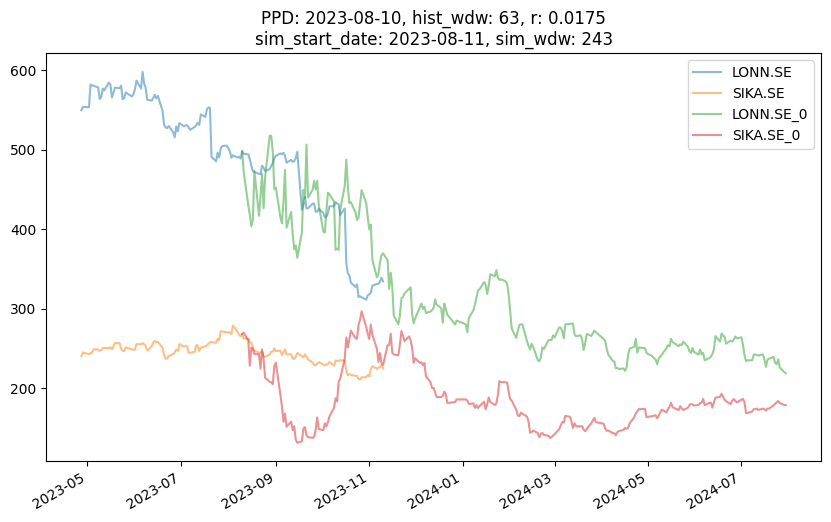 PPD: 2023-08-10, hist_wdw: 63, r: 0.0175
sim_start_date: 2023-08-11, sim_wdw: 243
LONN.SE
SIKA.SE
LONN.SE_0
SIKA.SE_0
600
500
400
300
200
2023-05
2023-07
2023-09
2023-11
2024-01
2024-03
2024-05
2024-07